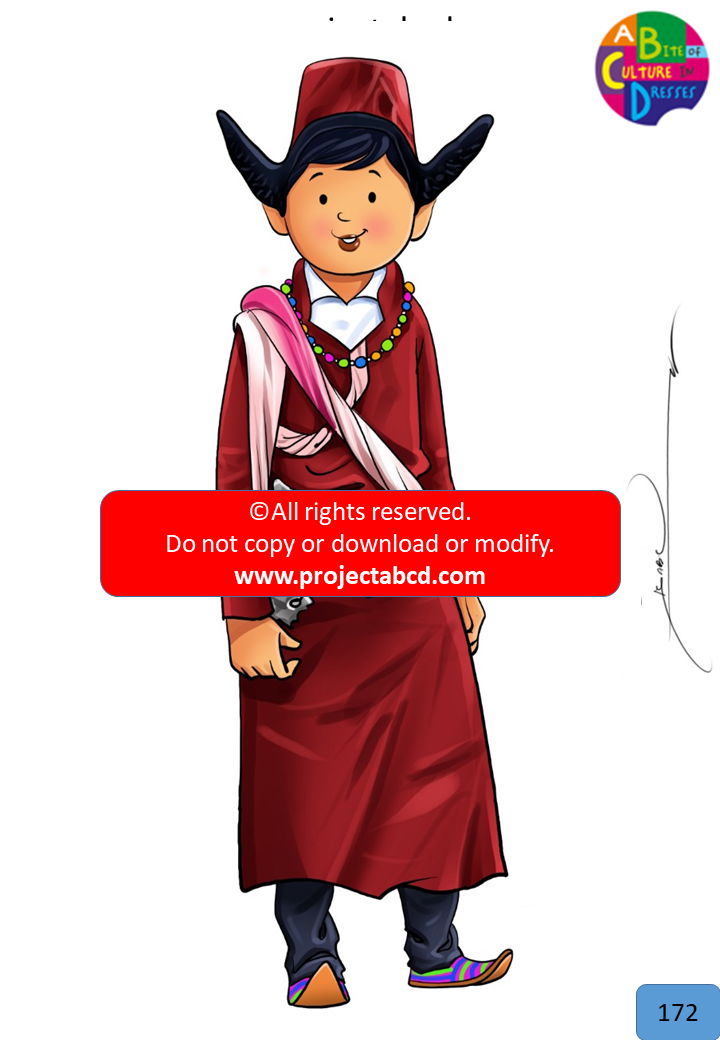 A BITE OF
CULTURE IN
DRESSES
©All rights reserved.
Do not copy or download or modify.
www.projectabcd.com
172